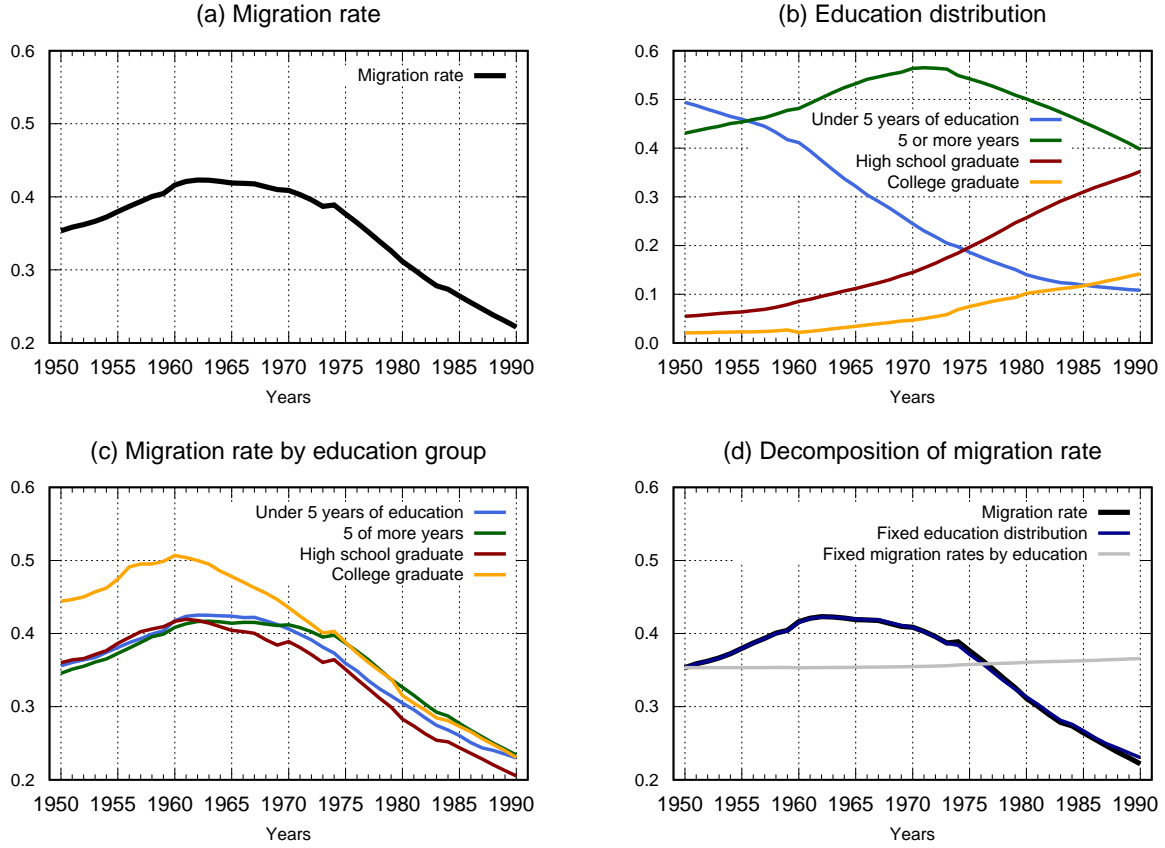 (a) Migration rate
0.6
0.5
0.4
0.3
0.2
Migration rate
1950 1955 1960 1965 1970 1975 1980 1985 1990
Years
(b) Education distribution
0.6
0.5
0.4
0.3
0.2
0.1
0.0
Under 5 years of education
5 or more years
High school graduate
College graduate
1950 1955 1960 1965 1970 1975 1980 1985 1990
Years
(c) Migration rate by education group
0.6
0.5
0.4
0.3
0.2
Under 5 years of education
5 of more years
High school graduate
College graduate
1950 1955 1960 1965 1970 1975 1980 1985 1990
Years
(d) Decomposition of migration rate
0.6
0.5
0.4
0.3
0.2
Migration rate
Fixed education distribution
Fixed migration rates by education
1950 1955 1960 1965 1970 1975 1980 1985 1990
Years